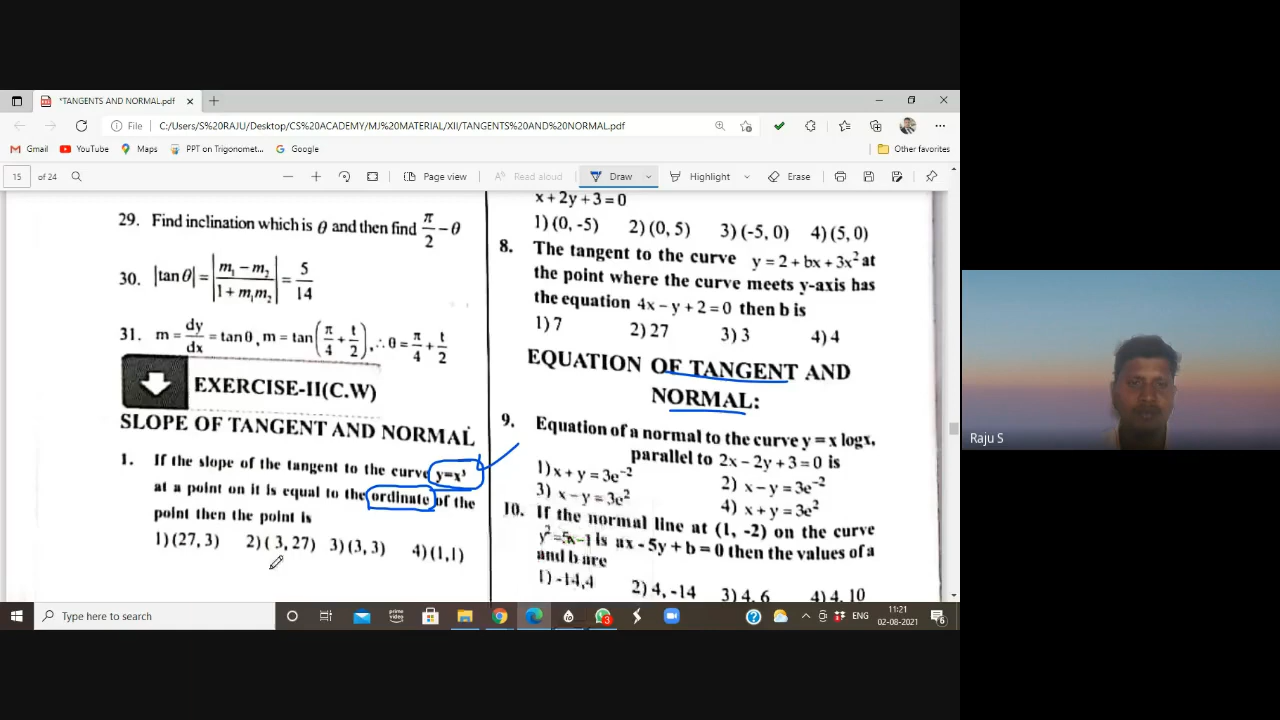 *TANGENTS AND NORMAL.pdf
File
C:/Users/S%20RAJU/Desktop/CS%20ACADEMY/MJ%20MATERIAL/XII/TANGENTS%20AND%20NORMAL.pdf
Gmail YouTube Maps PPT on Trigonomet... Google Other favorites
15 of 24 Page view Read aloud Draw Highlight Erase
29. Find inclination which is θ and then find π/2 − θ
30. |tan θ| = |(m₁ − m₂)/(1 + m₁m₂)| = 5/14
31. m = dy/dx = tan θ, m = tan(π/4 + t/2), ∴ θ = π/4 + t/2
EXERCISE-II(C.W)
SLOPE OF TANGENT AND NORMAL
1. If the slope of the tangent to the curve y=x³
at a point on it is equal to the ordinate of the
point then the point is
1) (27, 3) 2) ( 3, 27) 3) (3, 3) 4) (1,1)
x + 2y + 3 = 0
1) (0, -5) 2) (0, 5) 3) (-5, 0) 4) (5, 0)
8. The tangent to the curve y = 2 + bx + 3x² at
the point where the curve meets y-axis has
the equation 4x − y + 2 = 0 then b is
1) 7 2) 27 3) 3 4) 4
EQUATION OF TANGENT AND
NORMAL:
9. Equation of a normal to the curve y = x logx,
parallel to 2x − 2y + 3 = 0 is
1) x + y = 3e⁻² 2) x − y = 3e⁻²
3) x − y = 3e² 4) x + y = 3e²
10. If the normal line at (1, -2) on the curve
y² = 5x − 1 is ax − 5y + b = 0 then the values of a
and b are
1) -14,4 2) 4, -14 3) 4, 6 4) 4, 10
Raju S
Type here to search
prime video
3
ENG
11:21
02-08-2021
6